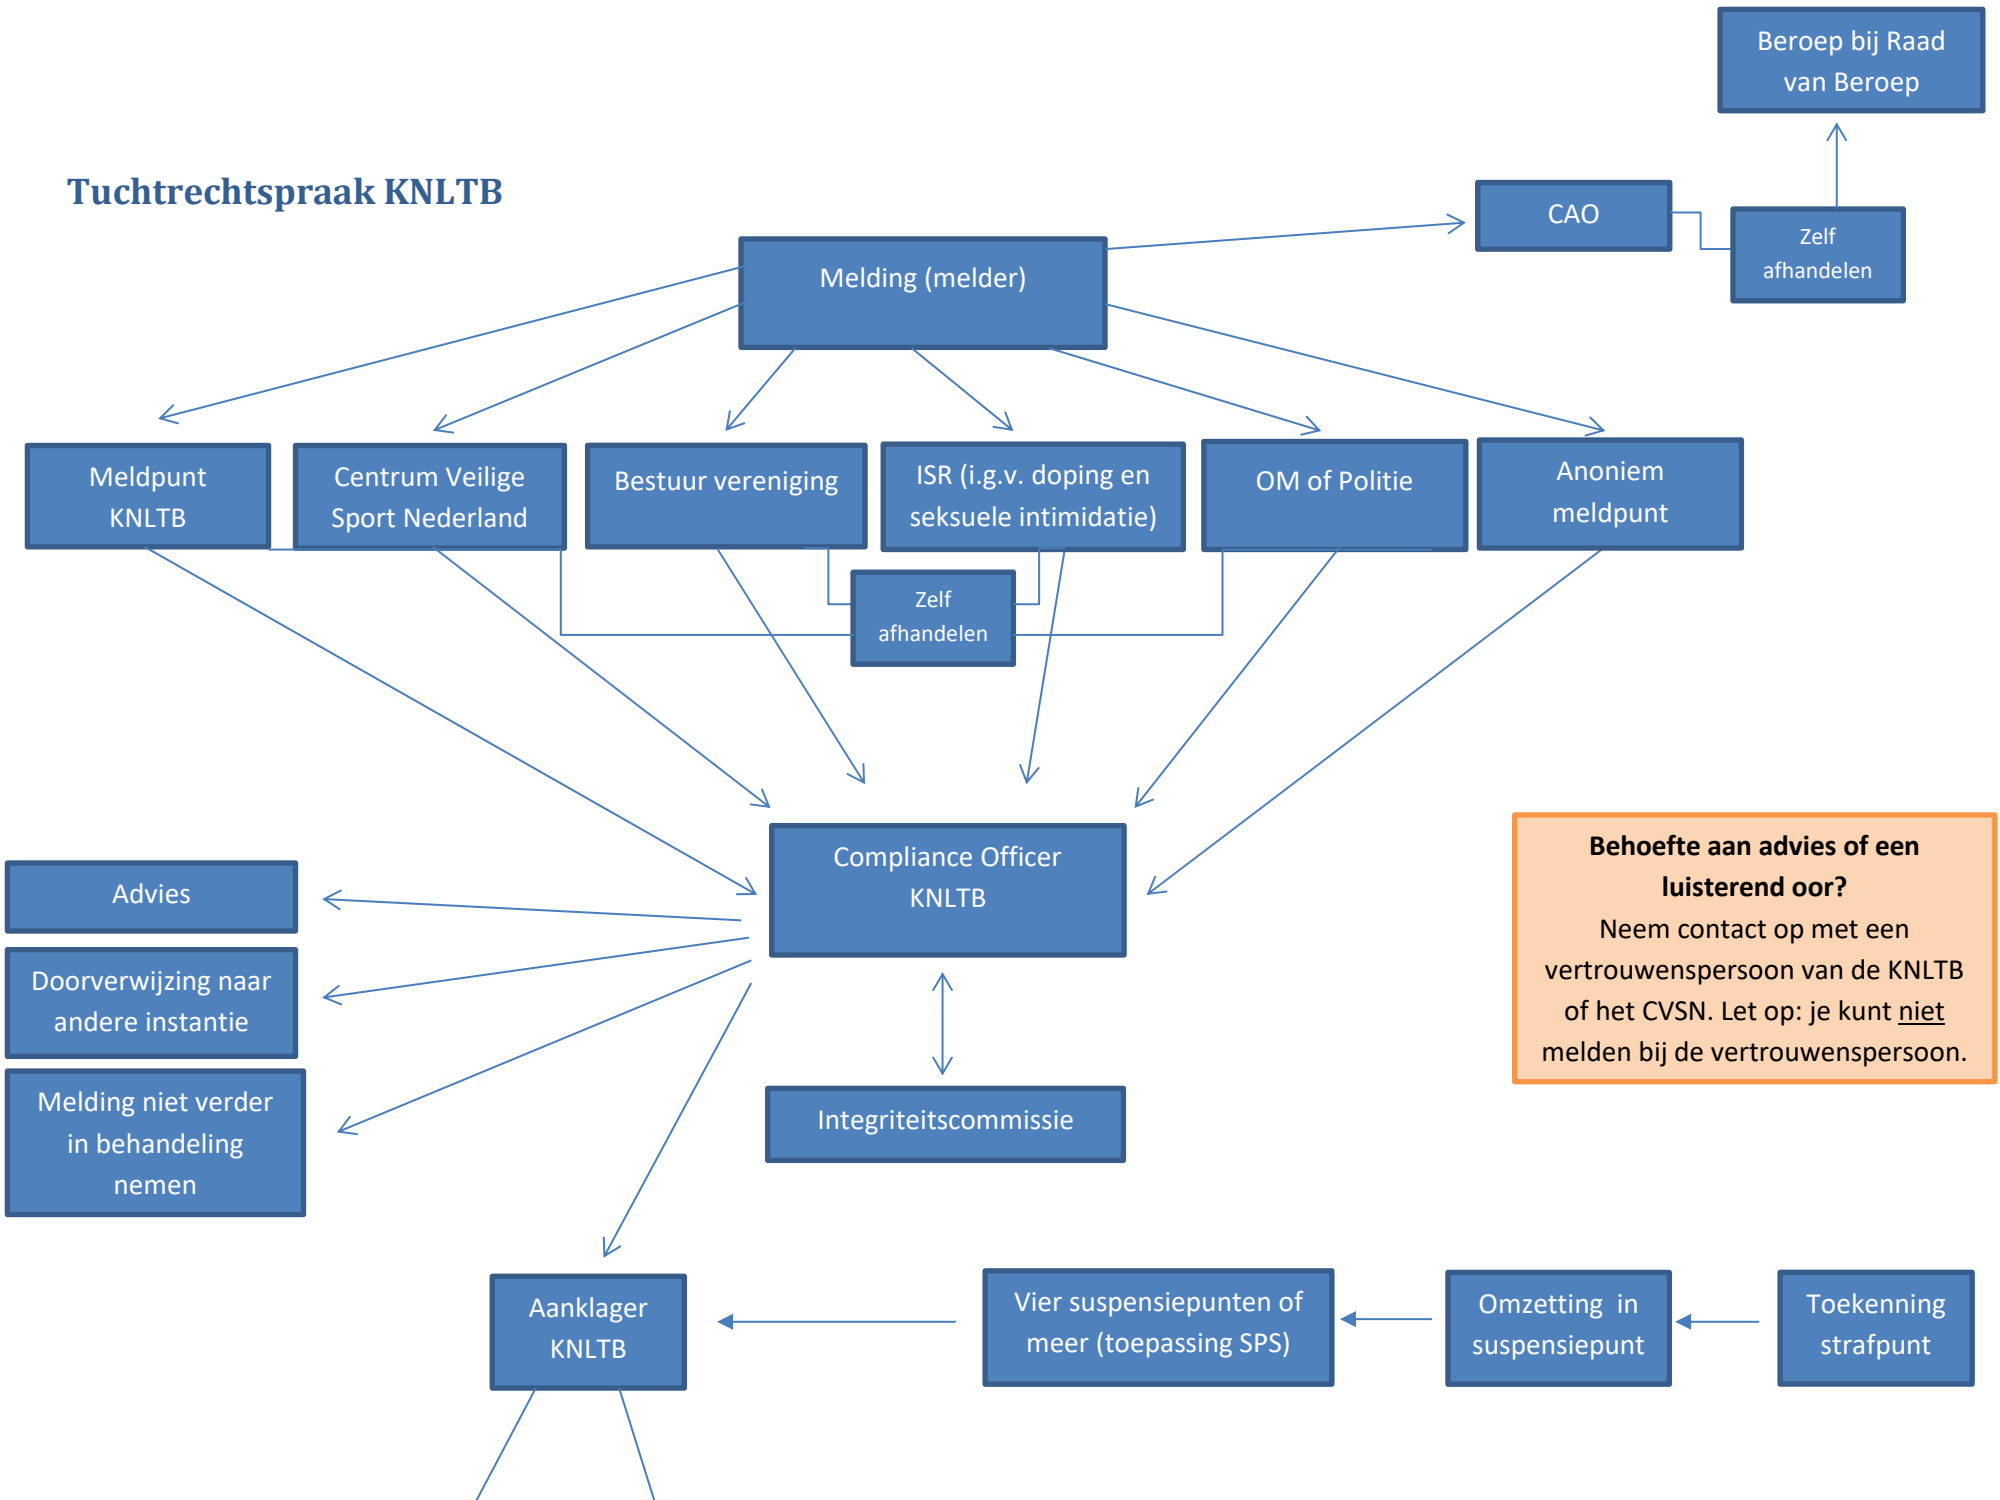 Beroep bij Raad
van Beroep
Tuchtrechtspraak KNLTB
CAO
Zelf
afhandelen
Melding (melder)
Meldpunt
KNLTB
Centrum Veilige
Sport Nederland
Bestuur vereniging
ISR (i.g.v. doping en
seksuele intimidatie)
OM of Politie
Anoniem
meldpunt
Zelf
afhandelen
Compliance Officer
KNLTB
Behoefte aan advies of een
luisterend oor?
Neem contact op met een
vertrouwenspersoon van de KNLTB
of het CVSN. Let op: je kunt niet
melden bij de vertrouwenspersoon.
Advies
Doorverwijzing naar
andere instantie
Melding niet verder
in behandeling
nemen
Integriteitscommissie
Aanklager
KNLTB
Vier suspensiepunten of
meer (toepassing SPS)
Omzetting in
suspensiepunt
Toekenning
strafpunt